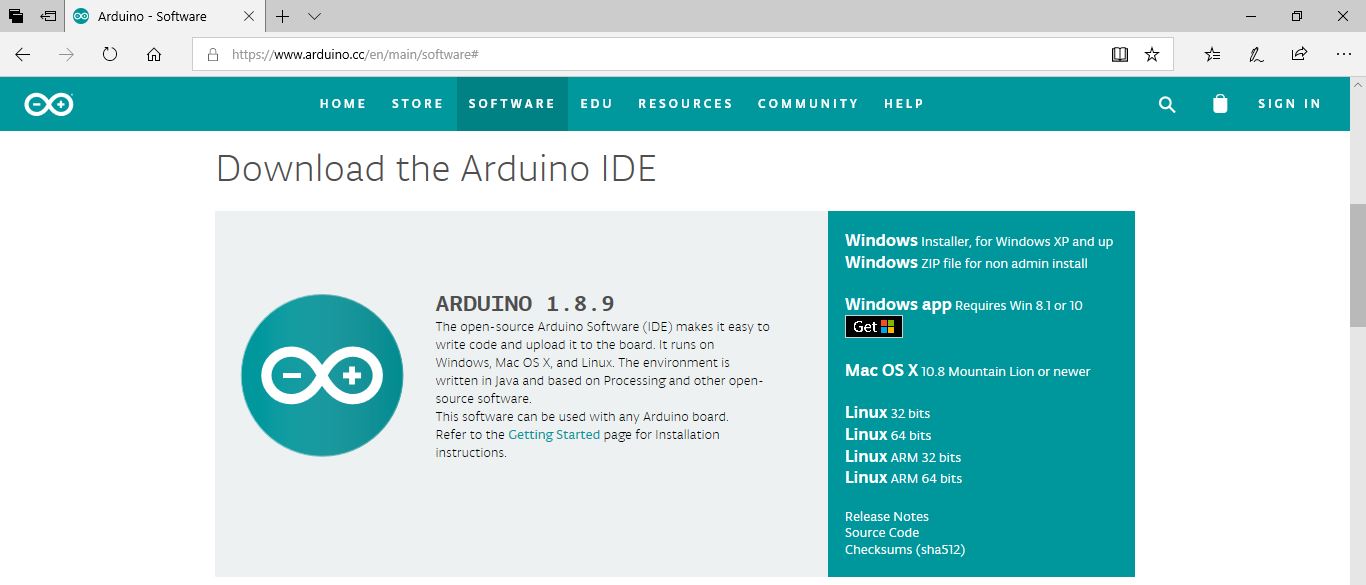 Arduino - Software
https://www.arduino.cc/en/main/software#
HOME STORE SOFTWARE EDU RESOURCES COMMUNITY HELP SIGN IN
Download the Arduino IDE
ARDUINO 1.8.9
The open-source Arduino Software (IDE) makes it easy to
write code and upload it to the board. It runs on
Windows, Mac OS X, and Linux. The environment is
written in Java and based on Processing and other open-
source software.
This software can be used with any Arduino board.
Refer to the Getting Started page for Installation
instructions.
Windows Installer, for Windows XP and up
Windows ZIP file for non admin install
Windows app Requires Win 8.1 or 10
Get
Mac OS X 10.8 Mountain Lion or newer
Linux 32 bits
Linux 64 bits
Linux ARM 32 bits
Linux ARM 64 bits
Release Notes
Source Code
Checksums (sha512)